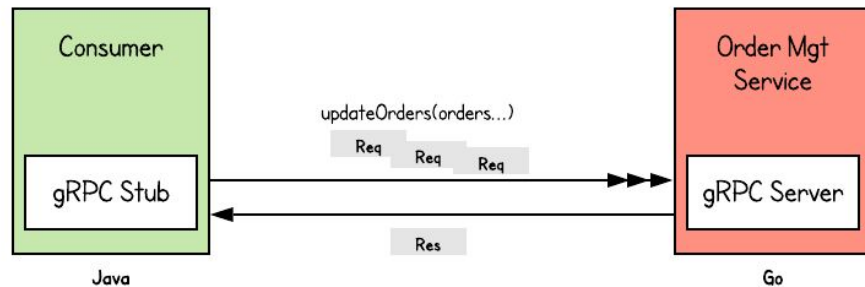 Consumer
Order Mgt
Service
updateOrders(orders...)
Req
Req
Req
gRPC Stub
gRPC Server
Res
Java
Go